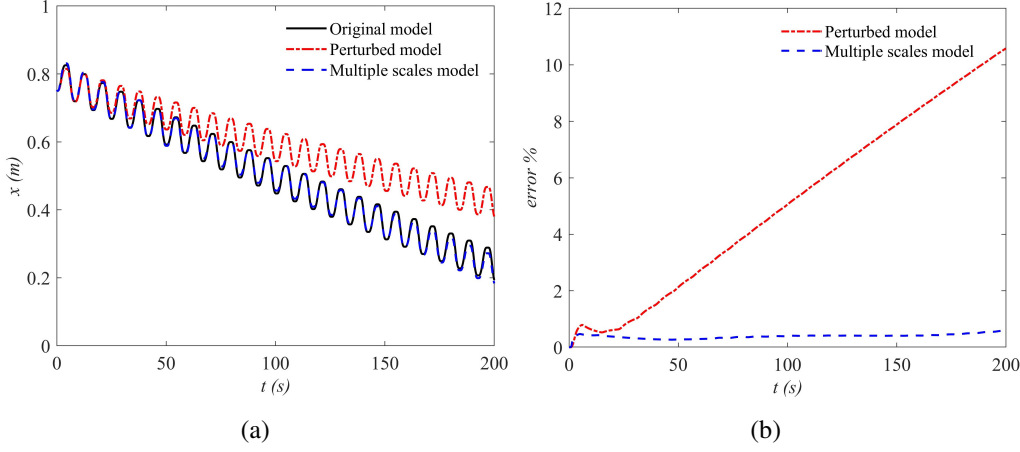 1
0.8
0.6
0.4
0.2
0
x (m)
0
50
100
150
200
t (s)
Original model
Perturbed model
Multiple scales model
(a)
12
10
8
6
4
2
0
error %
0
50
100
150
200
t (s)
Perturbed model
Multiple scales model
(b)